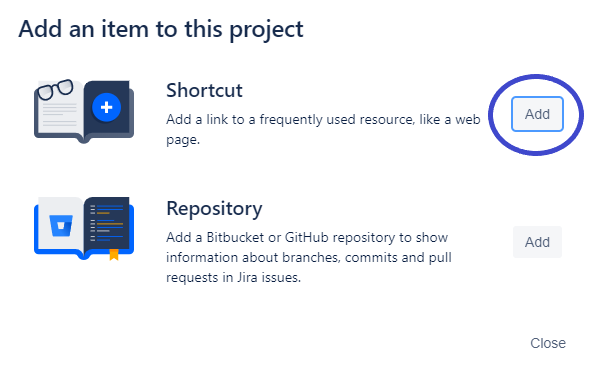 Add an item to this project
Shortcut
Add a link to a frequently used resource, like a web
page.
Add
Repository
Add a Bitbucket or GitHub repository to show
information about branches, commits and pull
requests in Jira issues.
Add
Close